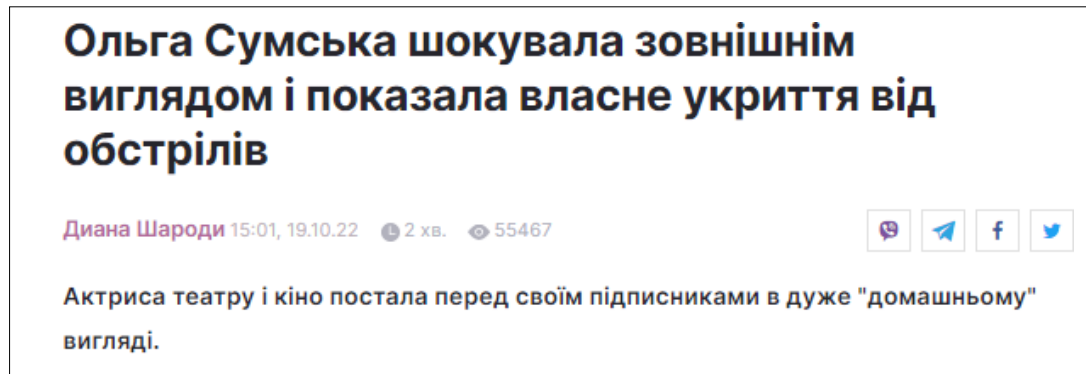 Ольга Сумська шокувала зовнішнім
виглядом і показала власне укриття від
обстрілів
Диана Шароди 15:01, 19.10.22 2 хв. 55467
Актриса театру і кіно постала перед своїм підписниками в дуже "домашньому"
вигляді.